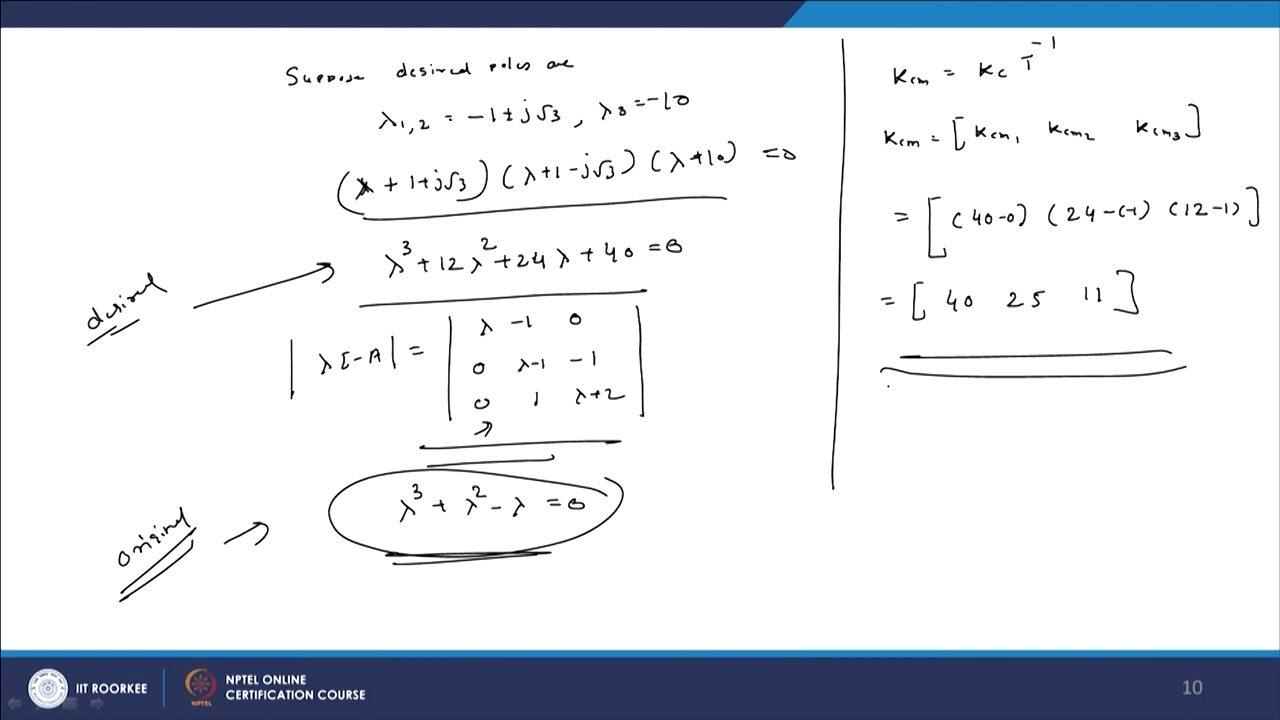 Suppose desired poles are
λ1,2 = -1±j√3, λ3=-10
(λ + 1+j√3) (λ+1-j√3) (λ+10) =0
desired
λ³+12λ²+24λ+40=0
|λI-A| =
λ -1 0
0 λ-1 -1
0 1 λ+2
original
λ³+λ²-λ =0
Kcm = Kc T⁻¹
Kcm = [Kcm1 Kcm2 Kcm3]
= [(40-0) (24-(-1) (12-1)]
= [40 25 11]
IIT ROORKEE
NPTEL
NPTEL ONLINE
CERTIFICATION COURSE
10